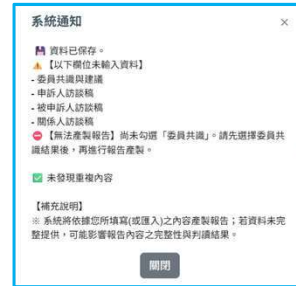 系統通知
×
💾 資料已保存。
⚠️【以下欄位未輸入資料】
- 委員共識與建議
- 申訴人訪談稿
- 被申訴人訪談稿
- 關係人訪談稿
⛔【無法產製報告】尚未勾選「委員共識」。請先選擇委員共
識結果後，再進行報告產製。
✅ 未發現重複內容
【補充說明】
※ 系統將依據您所填寫(或匯入)之內容產製報告；若資料未完
整提供，可能影響報告內容之完整性與判讀結果。
關閉